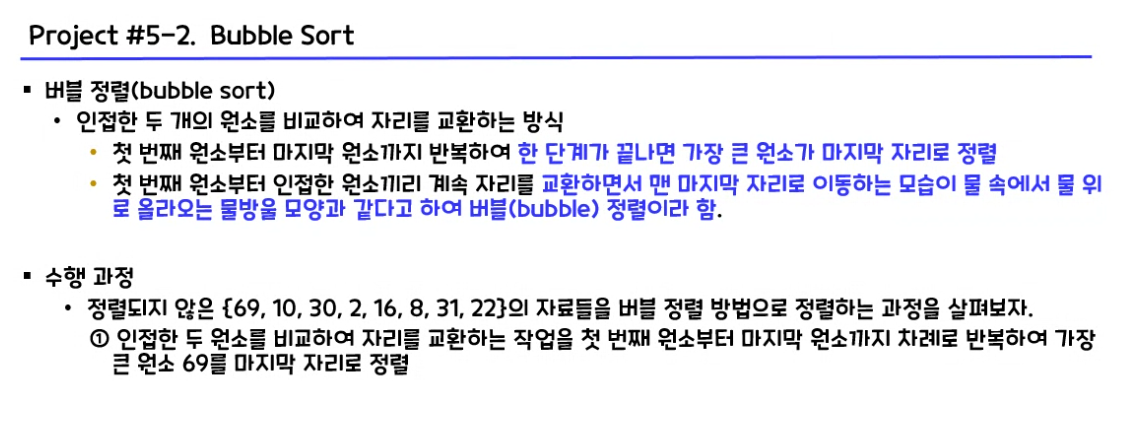 Project #5-2. Bubble Sort
▪ 버블 정렬(bubble sort)
• 인접한 두 개의 원소를 비교하여 자리를 교환하는 방식
• 첫 번째 원소부터 마지막 원소까지 반복하여 한 단계가 끝나면 가장 큰 원소가 마지막 자리로 정렬
• 첫 번째 원소부터 인접한 원소끼리 계속 자리를 교환하면서 맨 마지막 자리로 이동하는 모습이 물 속에서 물 위
로 올라오는 물방울 모양과 같다고 하여 버블(bubble) 정렬이라 함.
▪ 수행 과정
• 정렬되지 않은 {69, 10, 30, 2, 16, 8, 31, 22}의 자료들을 버블 정렬 방법으로 정렬하는 과정을 살펴보자.
① 인접한 두 원소를 비교하여 자리를 교환하는 작업을 첫 번째 원소부터 마지막 원소까지 차례로 반복하여 가장
큰 원소 69를 마지막 자리로 정렬